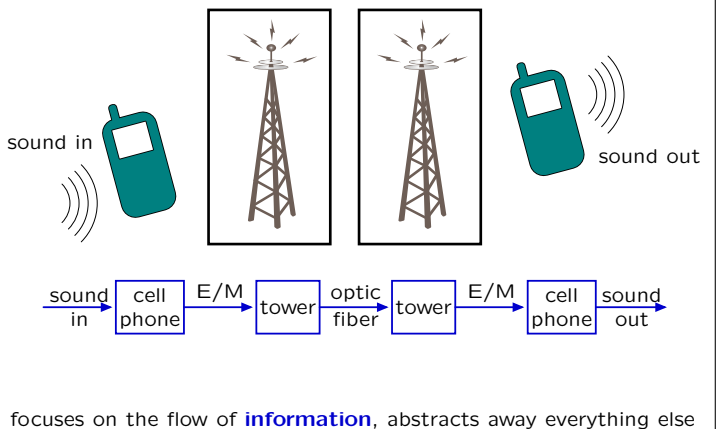 sound in
sound out
sound in
cell phone
E/M
tower
optic fiber
tower
E/M
cell phone
sound out
focuses on the flow of information, abstracts away everything else